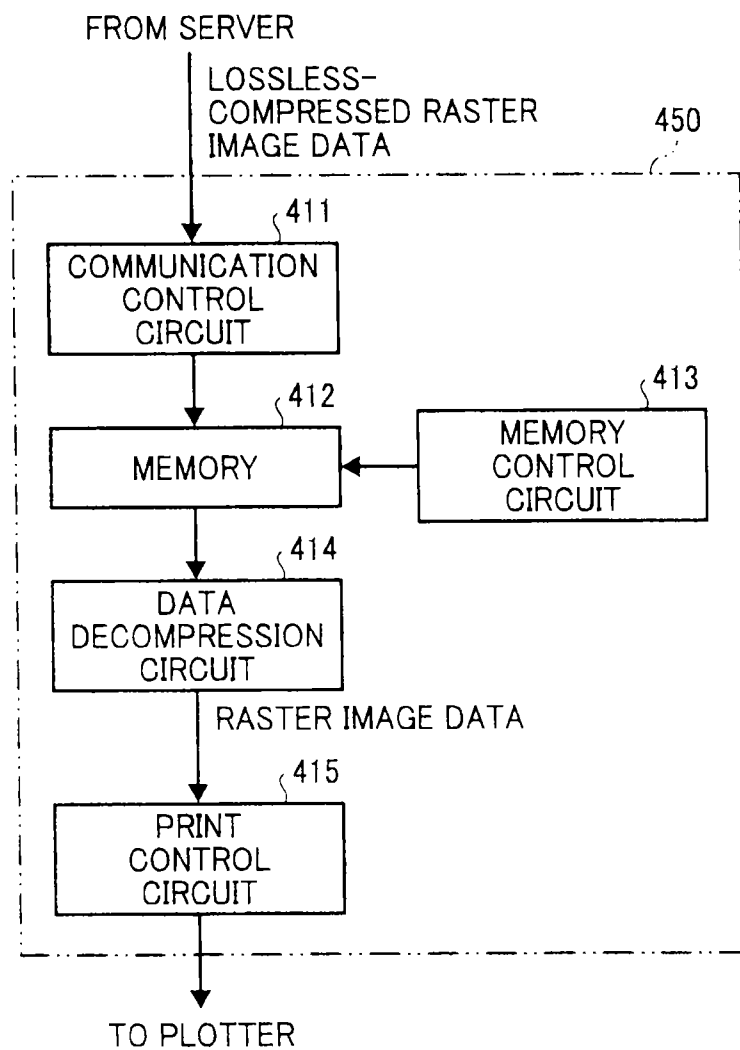 FROM SERVER
LOSSLESS-
COMPRESSED RASTER
IMAGE DATA
450
411
COMMUNICATION
CONTROL
CIRCUIT
412
MEMORY
413
MEMORY
CONTROL
CIRCUIT
414
DATA
DECOMPRESSION
CIRCUIT
RASTER IMAGE DATA
415
PRINT
CONTROL
CIRCUIT
TO PLOTTER